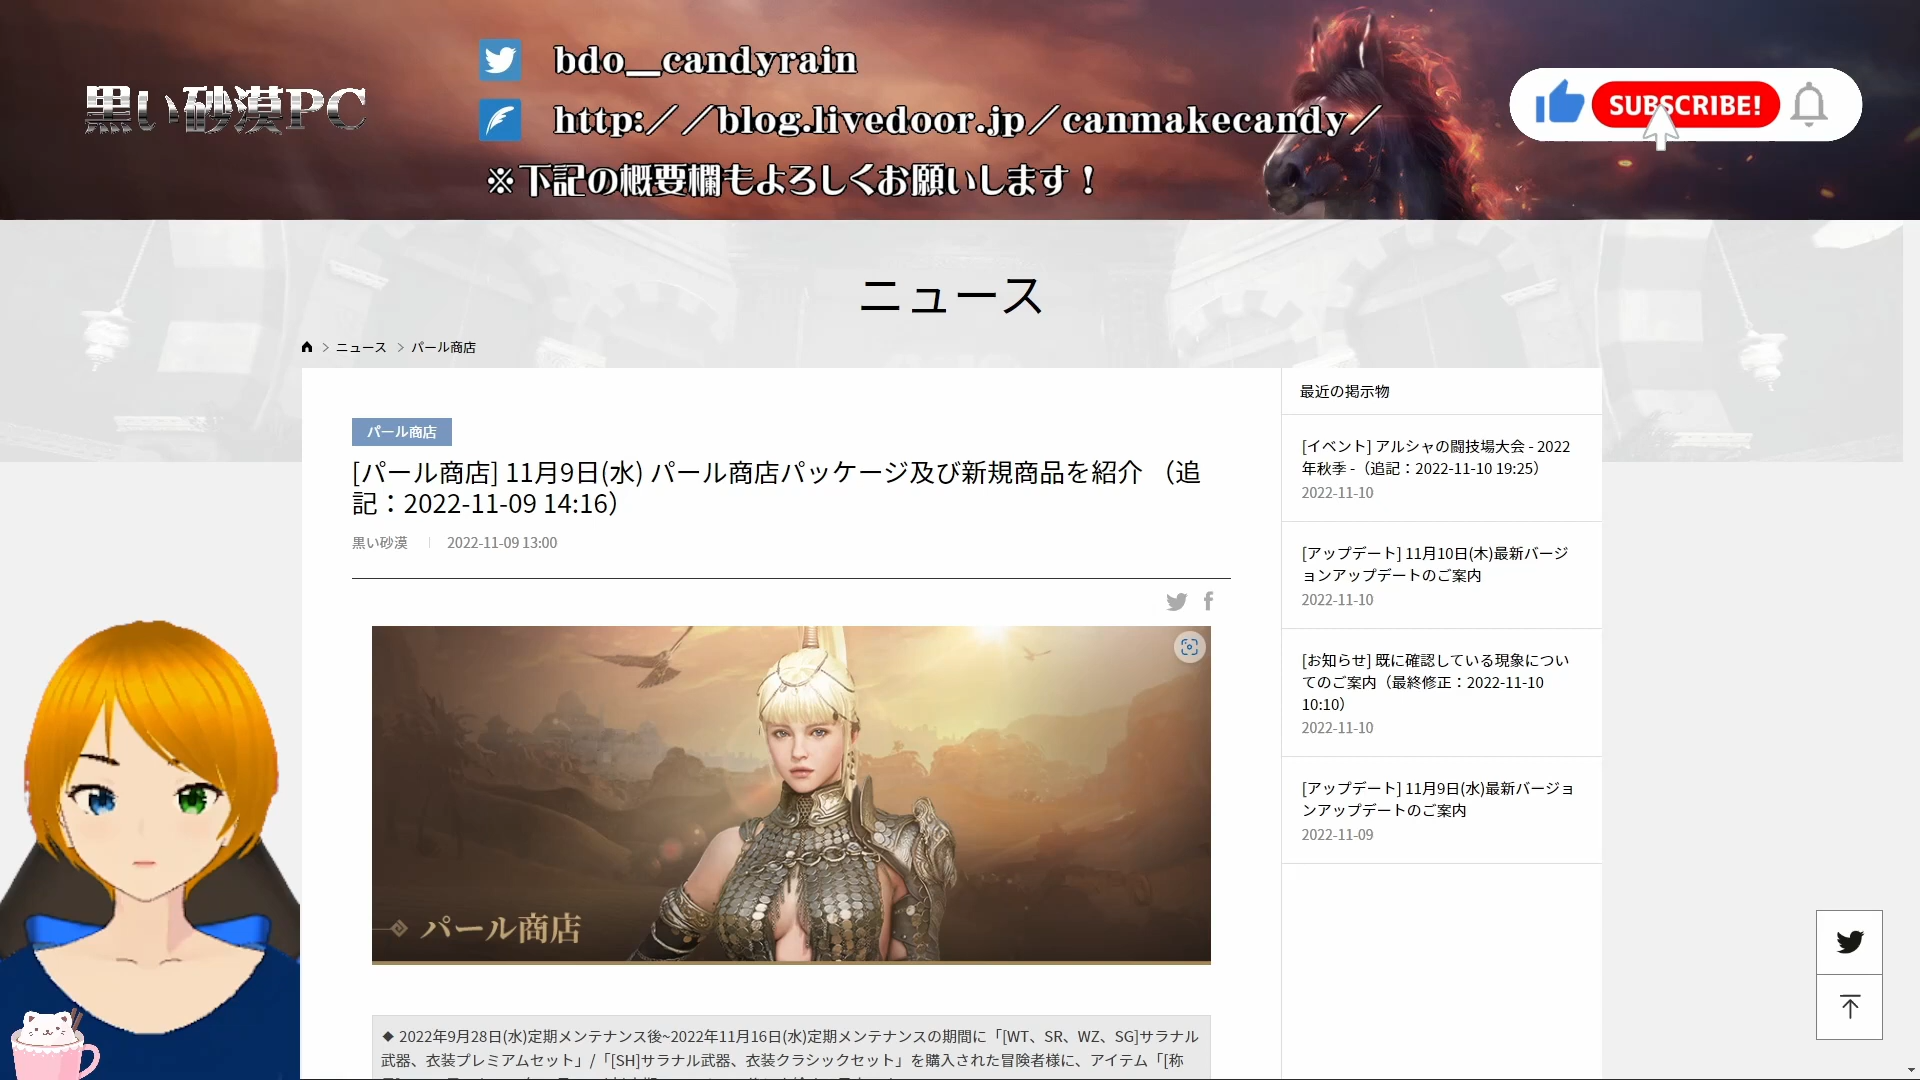 黒い砂漠PC
bdo__candyrain
http://blog.livedoor.jp/canmakecandy/
※下記の概要欄もよろしくお願いします！
SUBSCRIBE!
ニュース
ニュース > パール商店
パール商店
[パール商店] 11月9日(水) パール商店パッケージ及び新規商品を紹介 （追
記：2022-11-09 14:16）
黒い砂漠 | 2022-11-09 13:00
パール商店
◆ 2022年9月28日(水)定期メンテナンス後~2022年11月16日(水)定期メンテナンスの期間に「[WT、SR、WZ、SG]サラナル
武器、衣装プレミアムセット」/「[SH]サラナル武器、衣装クラシックセット」を購入された冒険者様に、アイテム「[称
最近の掲示物
[イベント] アルシャの闘技場大会 - 2022
年秋季 -（追記：2022-11-10 19:25）
2022-11-10
[アップデート] 11月10日(木)最新バージ
ョンアップデートのご案内
2022-11-10
[お知らせ] 既に確認している現象につい
てのご案内（最終修正：2022-11-10
10:10）
2022-11-10
[アップデート] 11月9日(水)最新バージョ
ンアップデートのご案内
2022-11-09